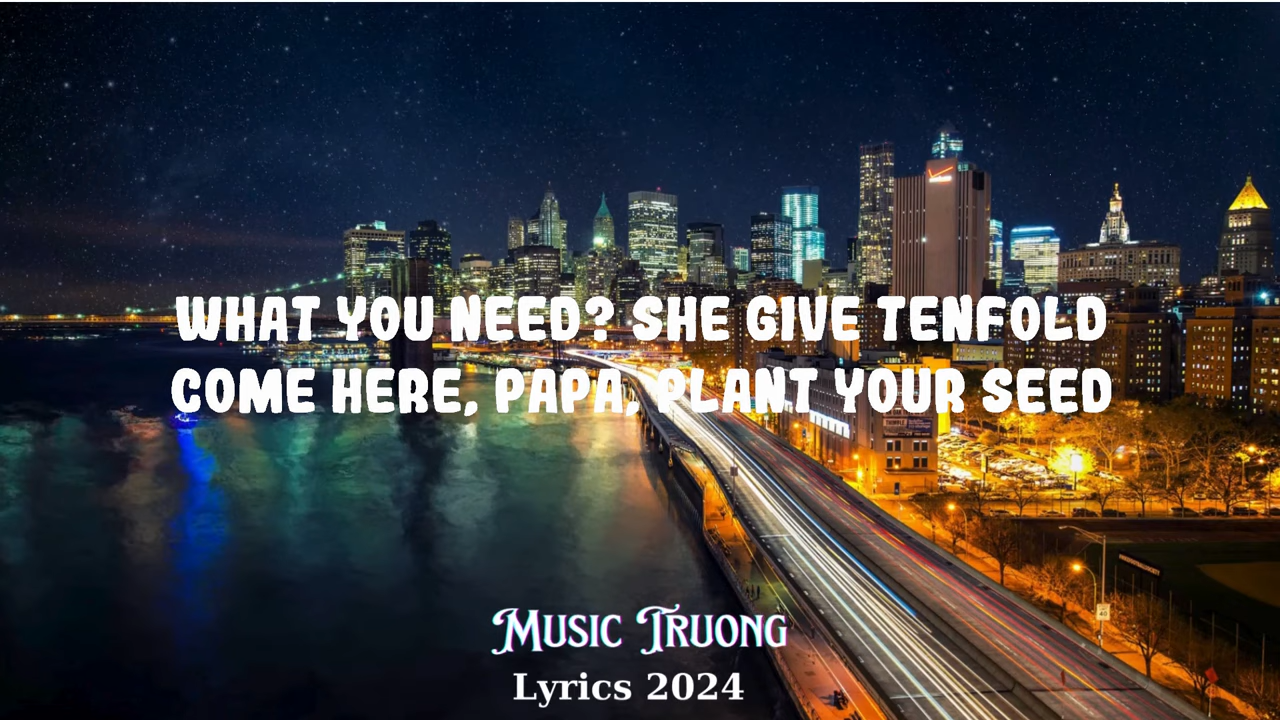 WHAT YOU NEED? SHE GIVE TENFOLD
COME HERE, PAPA, PLANT YOUR SEED
Music Truong
Lyrics 2024